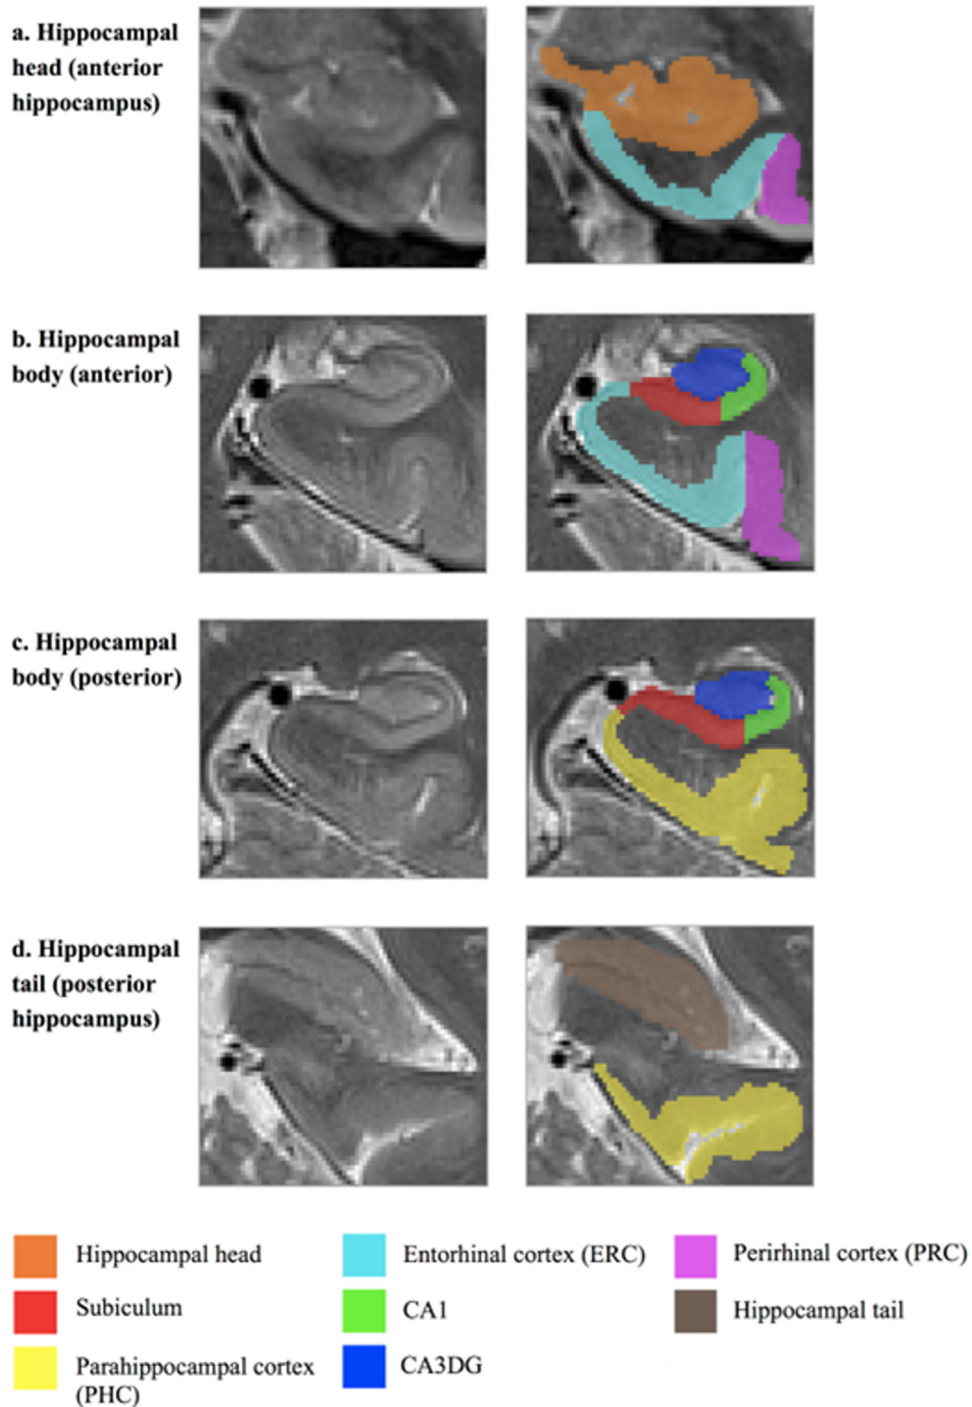 a. Hippocampal
head (anterior
hippocampus)
b. Hippocampal
body (anterior)
c. Hippocampal
body (posterior)
d. Hippocampal
tail (posterior
hippocampus)
Hippocampal head
Entorhinal cortex (ERC)
Perirhinal cortex (PRC)
Subiculum
CA1
Hippocampal tail
Parahippocampal cortex
(PHC)
CA3DG